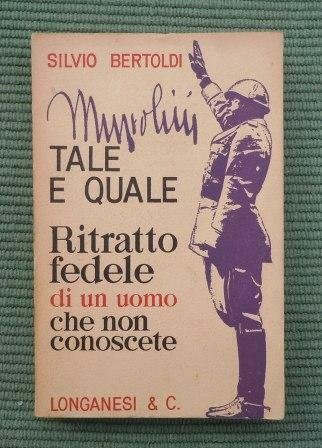 SILVIO BERTOLDI
Mussolini
TALE
E QUALE
Ritratto
fedele
di un uomo
che non
conoscete
LONGANESI & C.